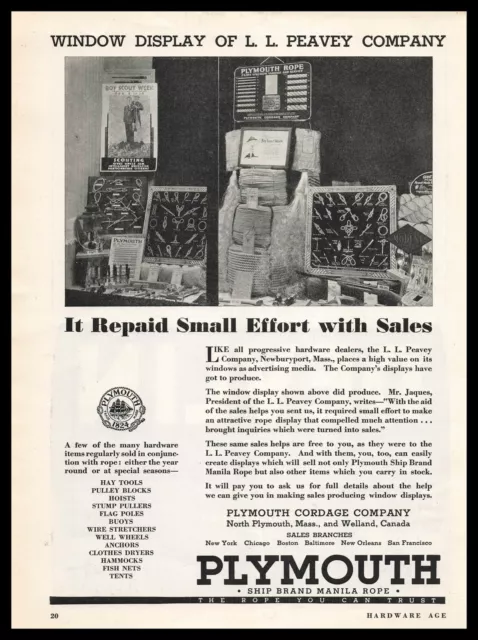 WINDOW DISPLAY OF L. L. PEAVEY COMPANY
BOY SCOUT WEEK
SCOUTING
PLYMOUTH ROPE
PLYMOUTH
It Repaid Small Effort with Sales
LIKE all progressive hardware dealers, the L. L. Peavey
Company, Newburyport, Mass., places a high value on its
windows as advertising media. The Company's displays have
got to produce.
The window display shown above did produce. Mr. Jaques,
President of the L. L. Peavey Company, writes—"With the aid
of the sales helps you sent us, it required small effort to make
an attractive rope display that compelled much attention . . .
brought inquiries which were turned into sales."
These same sales helps are free to you, as they were to the
L. L. Peavey Company. And with them, you, too, can easily
create displays which will sell not only Plymouth Ship Brand
Manila Rope but also other items which you carry in stock.
It will pay you to ask us for full details about the help
we can give you in making sales producing window displays.
PLYMOUTH
1824
A few of the many hardware
items regularly sold in conjunc-
tion with rope: either the year
round or at special seasons—
HAY TOOLS
PULLEY BLOCKS
HOISTS
STUMP PULLERS
FLAG POLES
BUOYS
WIRE STRETCHERS
WELL WHEELS
ANCHORS
CLOTHES DRYERS
HAMMOCKS
FISH NETS
TENTS
PLYMOUTH CORDAGE COMPANY
North Plymouth, Mass., and Welland, Canada
SALES BRANCHES
New York Chicago Boston Baltimore New Orleans San Francisco
PLYMOUTH
• SHIP BRAND MANILA ROPE •
THE ROPE YOU CAN TRUST
20
HARDWARE AGE